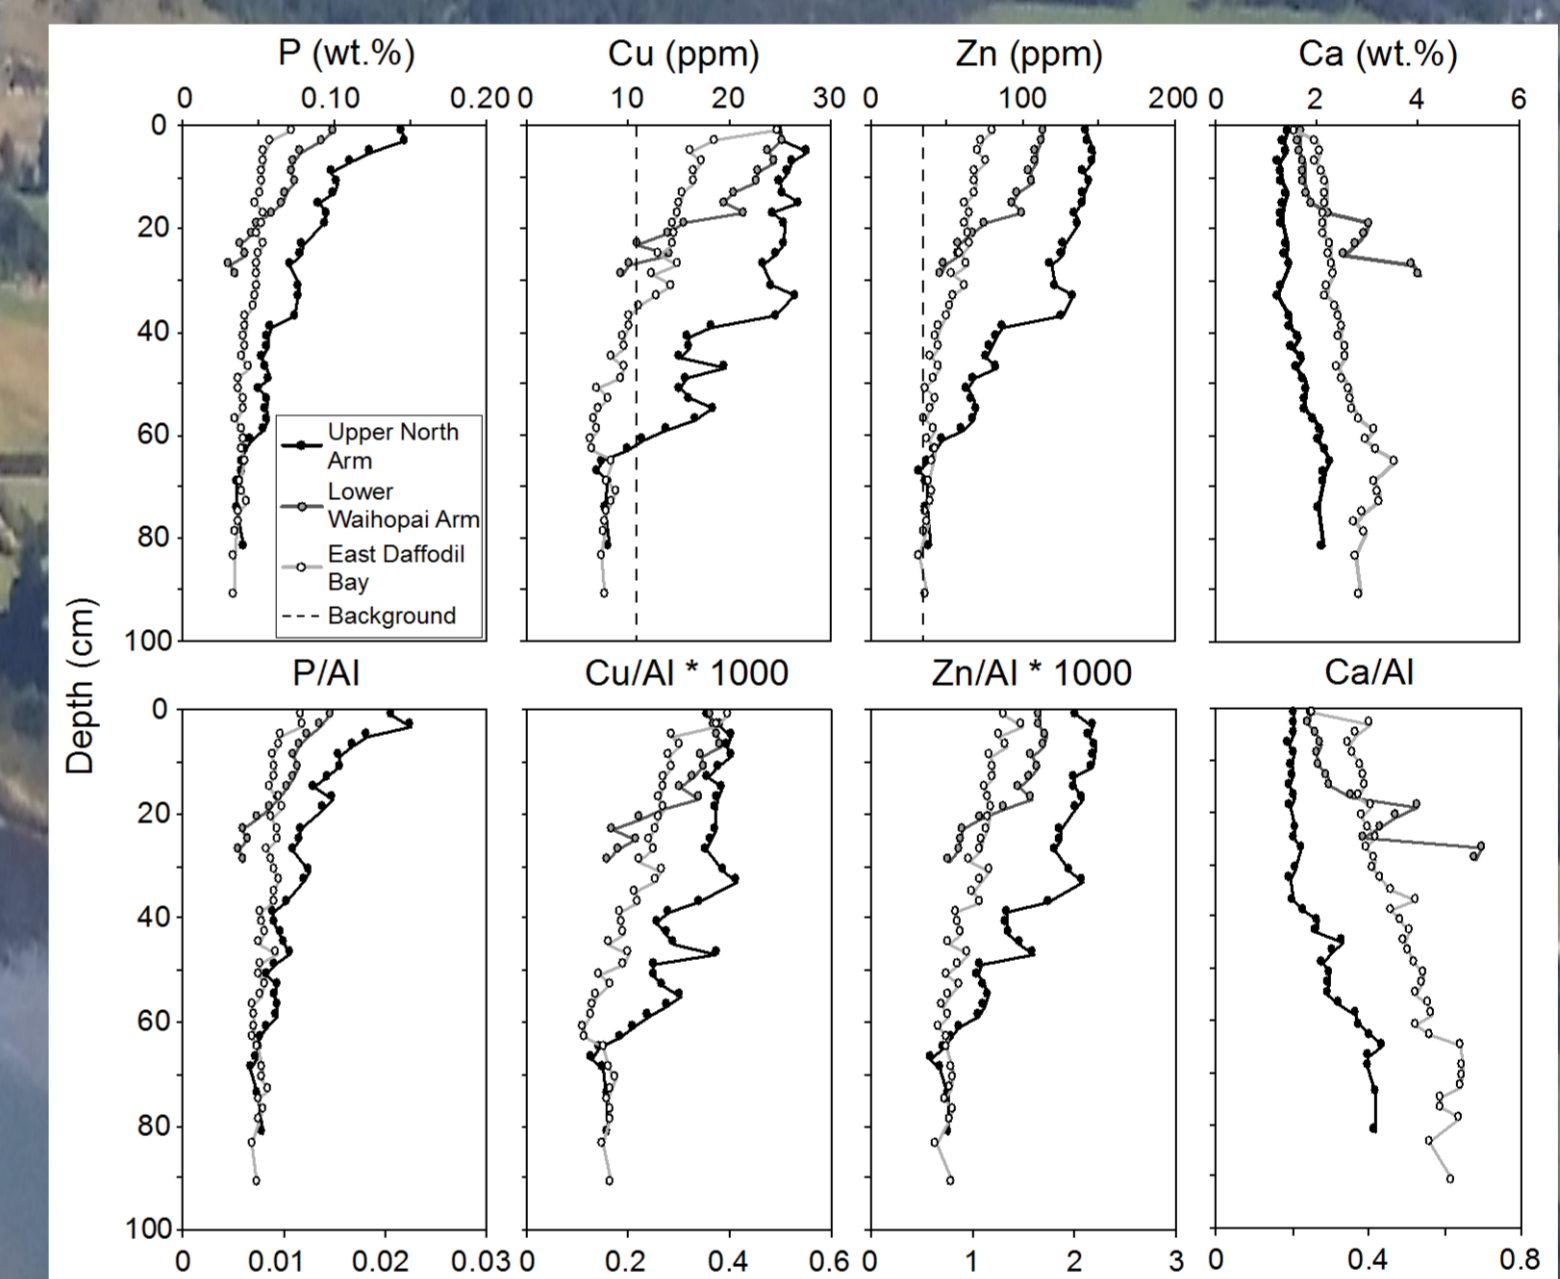 P (wt.%) Cu (ppm) Zn (ppm) Ca (wt.%)
0 0.10 0.20 0 10 20 30 0 100 200 0 2 4 6
0
20
40
60
80
100
Upper North
Arm
Lower
Waihopai Arm
East Daffodil
Bay
Background
Depth (cm)
P/Al Cu/Al * 1000 Zn/Al * 1000 Ca/Al
0
20
40
60
80
100
0 0.01 0.02 0.03 0 0.2 0.4 0.6 0 1 2 3 0 0.4 0.8